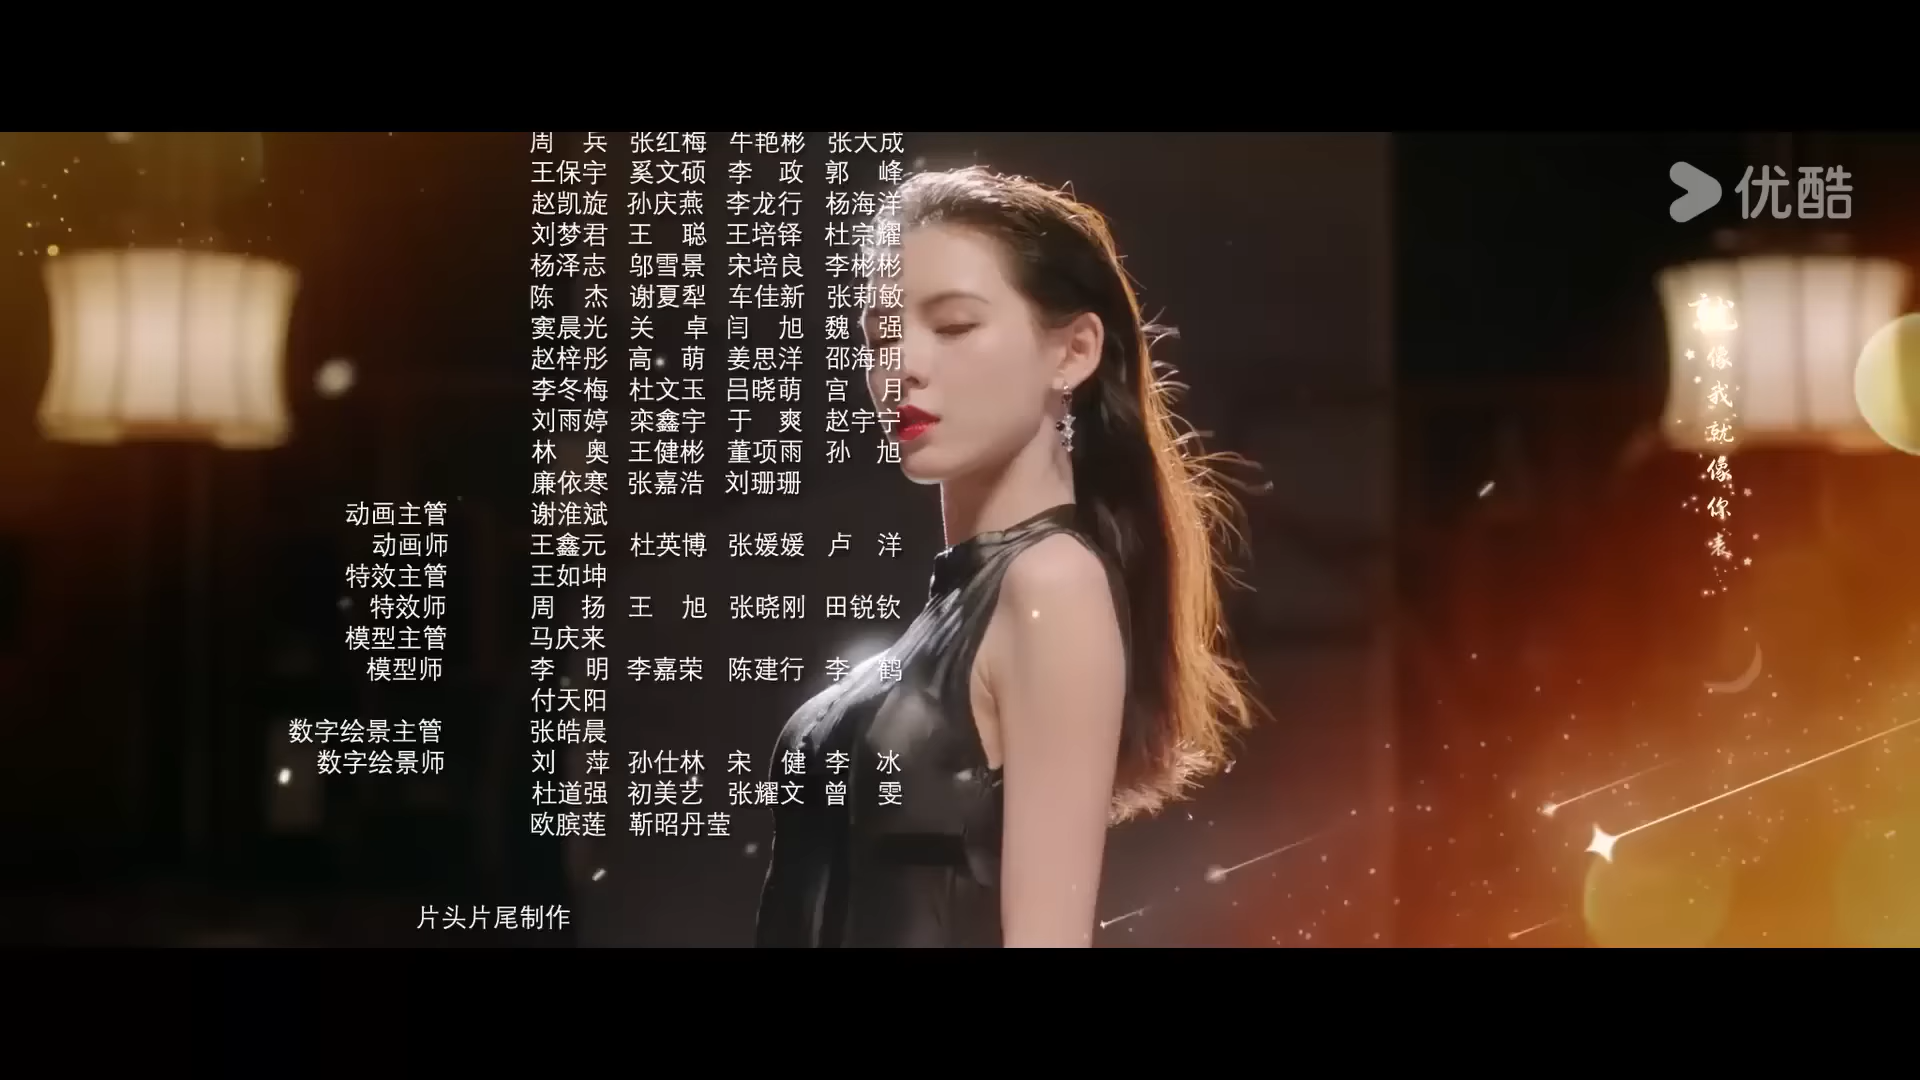 周 兵 张红梅 牛艳彬 张大成
王保宇 奚文硕 李 政 郭 峰
赵凯旋 孙庆燕 李龙行 杨海洋
刘梦君 王 聪 王培铎 杜宗耀
杨泽志 邬雪景 宋培良 李彬彬
陈 杰 谢夏犁 车佳新 张莉敏
窦晨光 关 卓 闫 旭 魏 强
赵梓彤 高 萌 姜思洋 邵海明
李冬梅 杜文玉 吕晓萌 宫 月
刘雨婷 栾鑫宇 于 爽 赵宇宁
林 奥 王健彬 董项雨 孙 旭
廉依寒 张嘉浩 刘珊珊
动画主管 谢淮斌
动画师 王鑫元 杜英博 张媛媛 卢 洋
特效主管 王如坤
特效师 周 扬 王 旭 张晓刚 田锐钦
模型主管 马庆来
模型师 李 明 李嘉荣 陈建行 李 鹤
付天阳
数字绘景主管 张皓晨
数字绘景师 刘 萍 孙仕林 宋 健 李 冰
杜道强 初美艺 张耀文 曾 雯
欧膑莲 靳昭丹莹
片头片尾制作
优酷
就像我就像你